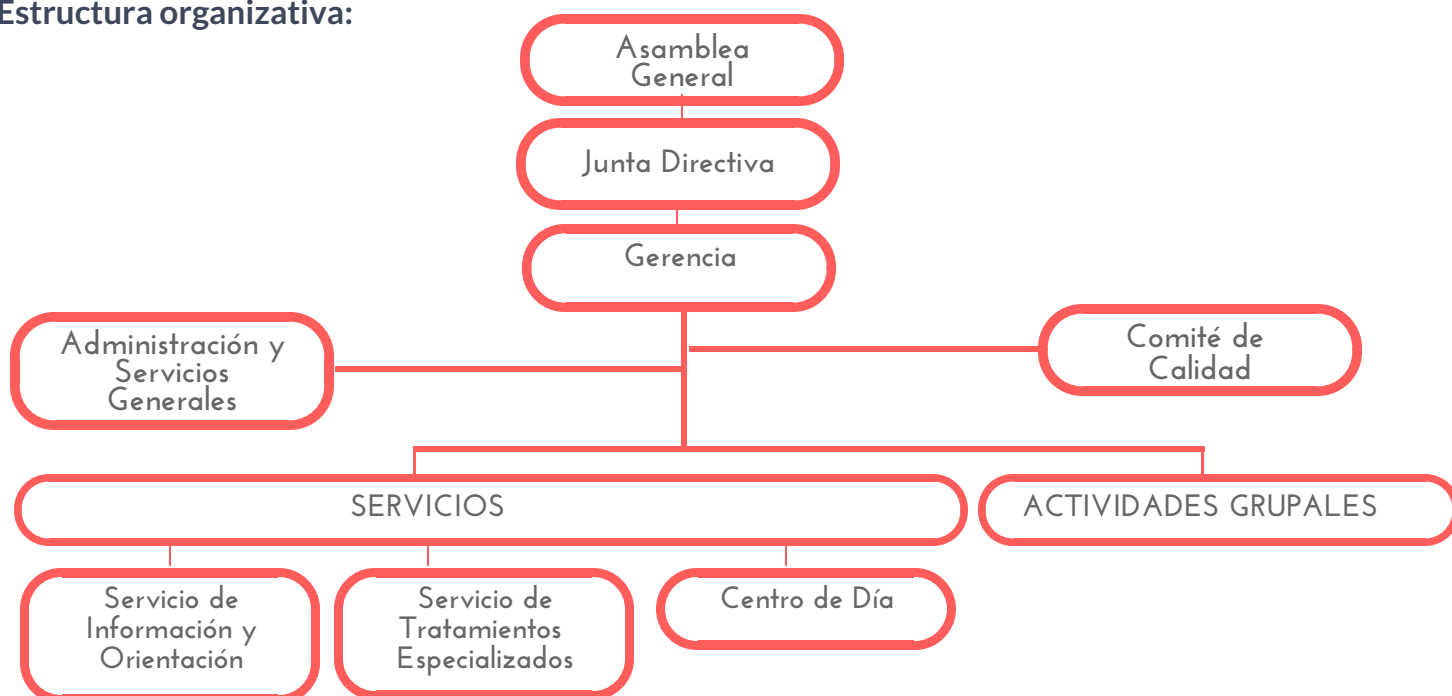 Estructura organizativa:
Asamblea
General
Junta Directiva
Gerencia
Administración y
Servicios
Generales
Comité de
Calidad
SERVICIOS
ACTIVIDADES GRUPALES
Servicio de
Información y
Orientación
Servicio de
Tratamientos
Especializados
Centro de Día